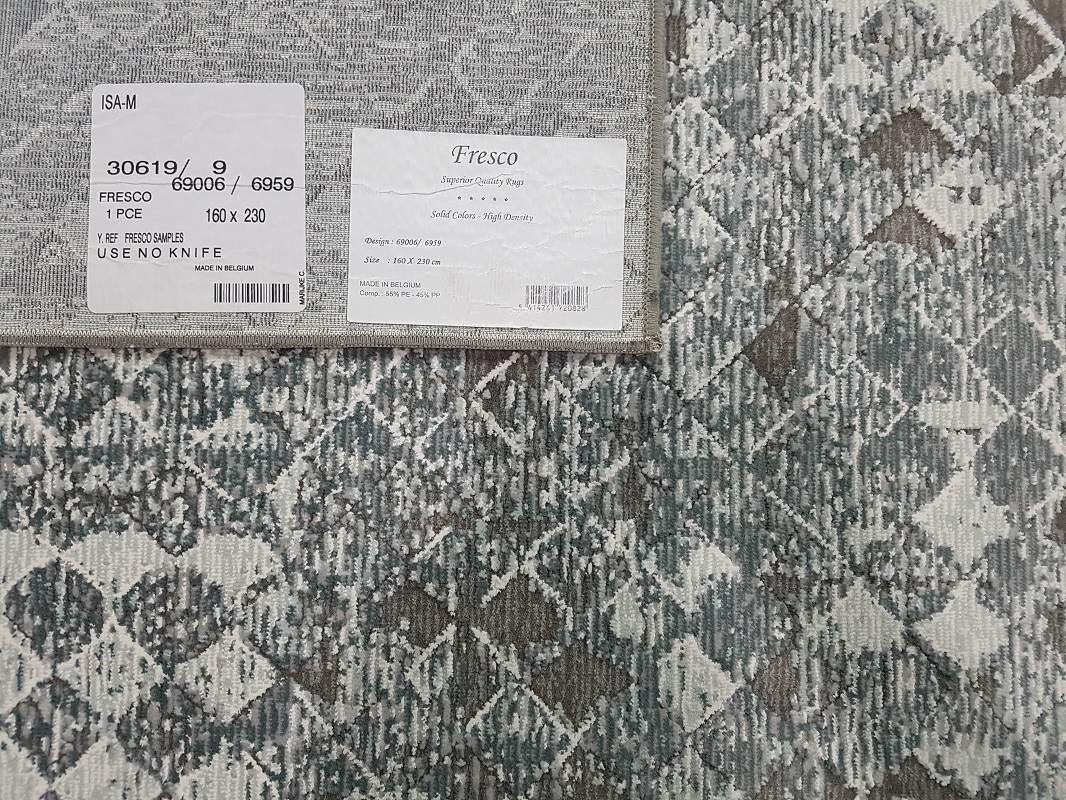 ISA-M
30619/ 9
69006 / 6959
FRESCO
1 PCE 160 x 230
Y. REF FRESCO SAMPLES
USE NO KNIFE
MADE IN BELGIUM
Fresco
Superior Quality Rugs
* * * * *
Solid Colors - High Density
Design : 69006/ 6959
Size : 160 X 230 cm
MADE IN BELGIUM
Comp. : 55% PE - 45% PP